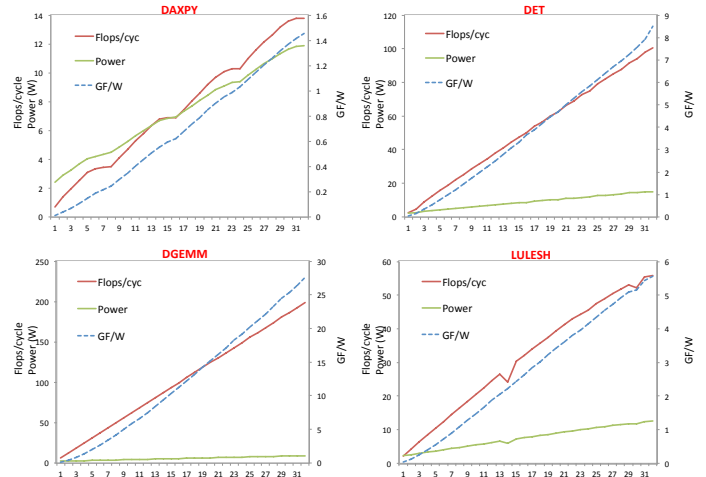 DAXPY
14
12
10
8
6
4
2
0
Flops/cycle
Power (W)
Flops/cyc
Power
GF/W
1.6
1.4
1.2
1
0.8
0.6
0.4
0.2
0
GF/W
1 3 5 7 9 11 13 15 17 19 21 23 25 27 29 31
DET
120
100
80
60
40
20
0
Flops/cycle
Power (W)
Flops/cyc
Power
GF/W
9
8
7
6
5
4
3
2
1
0
GF/W
1 3 5 7 9 11 13 15 17 19 21 23 25 27 29 31
DGEMM
250
200
150
100
50
0
Flops/cycle
Power (W)
Flops/cyc
Power
GF/W
30
25
20
15
10
5
0
GF/W
1 3 5 7 9 11 13 15 17 19 21 23 25 27 29 31
LULESH
60
50
40
30
20
10
0
Flops/cycle
Power (W)
Flops/cyc
Power
GF/W
6
5
4
3
2
1
0
GF/W
1 3 5 7 9 11 13 15 17 19 21 23 25 27 29 31